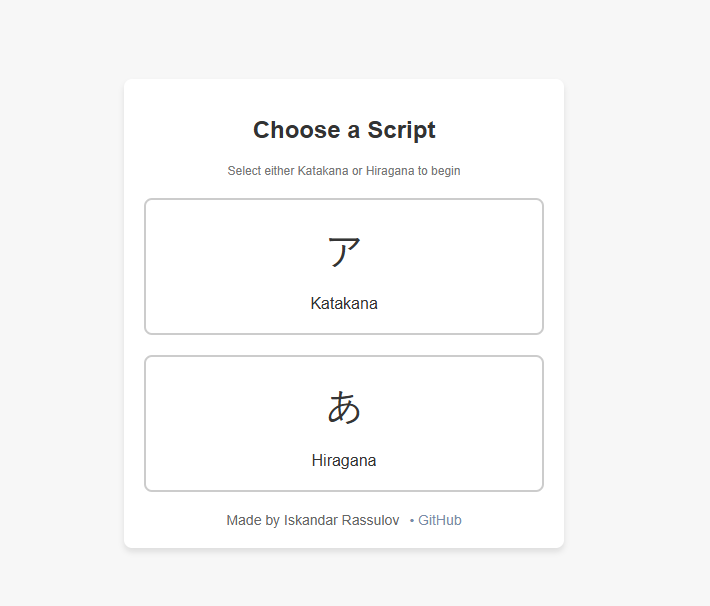 Choose a Script
Select either Katakana or Hiragana to begin
ア
Katakana
あ
Hiragana
Made by Iskandar Rassulov • GitHub